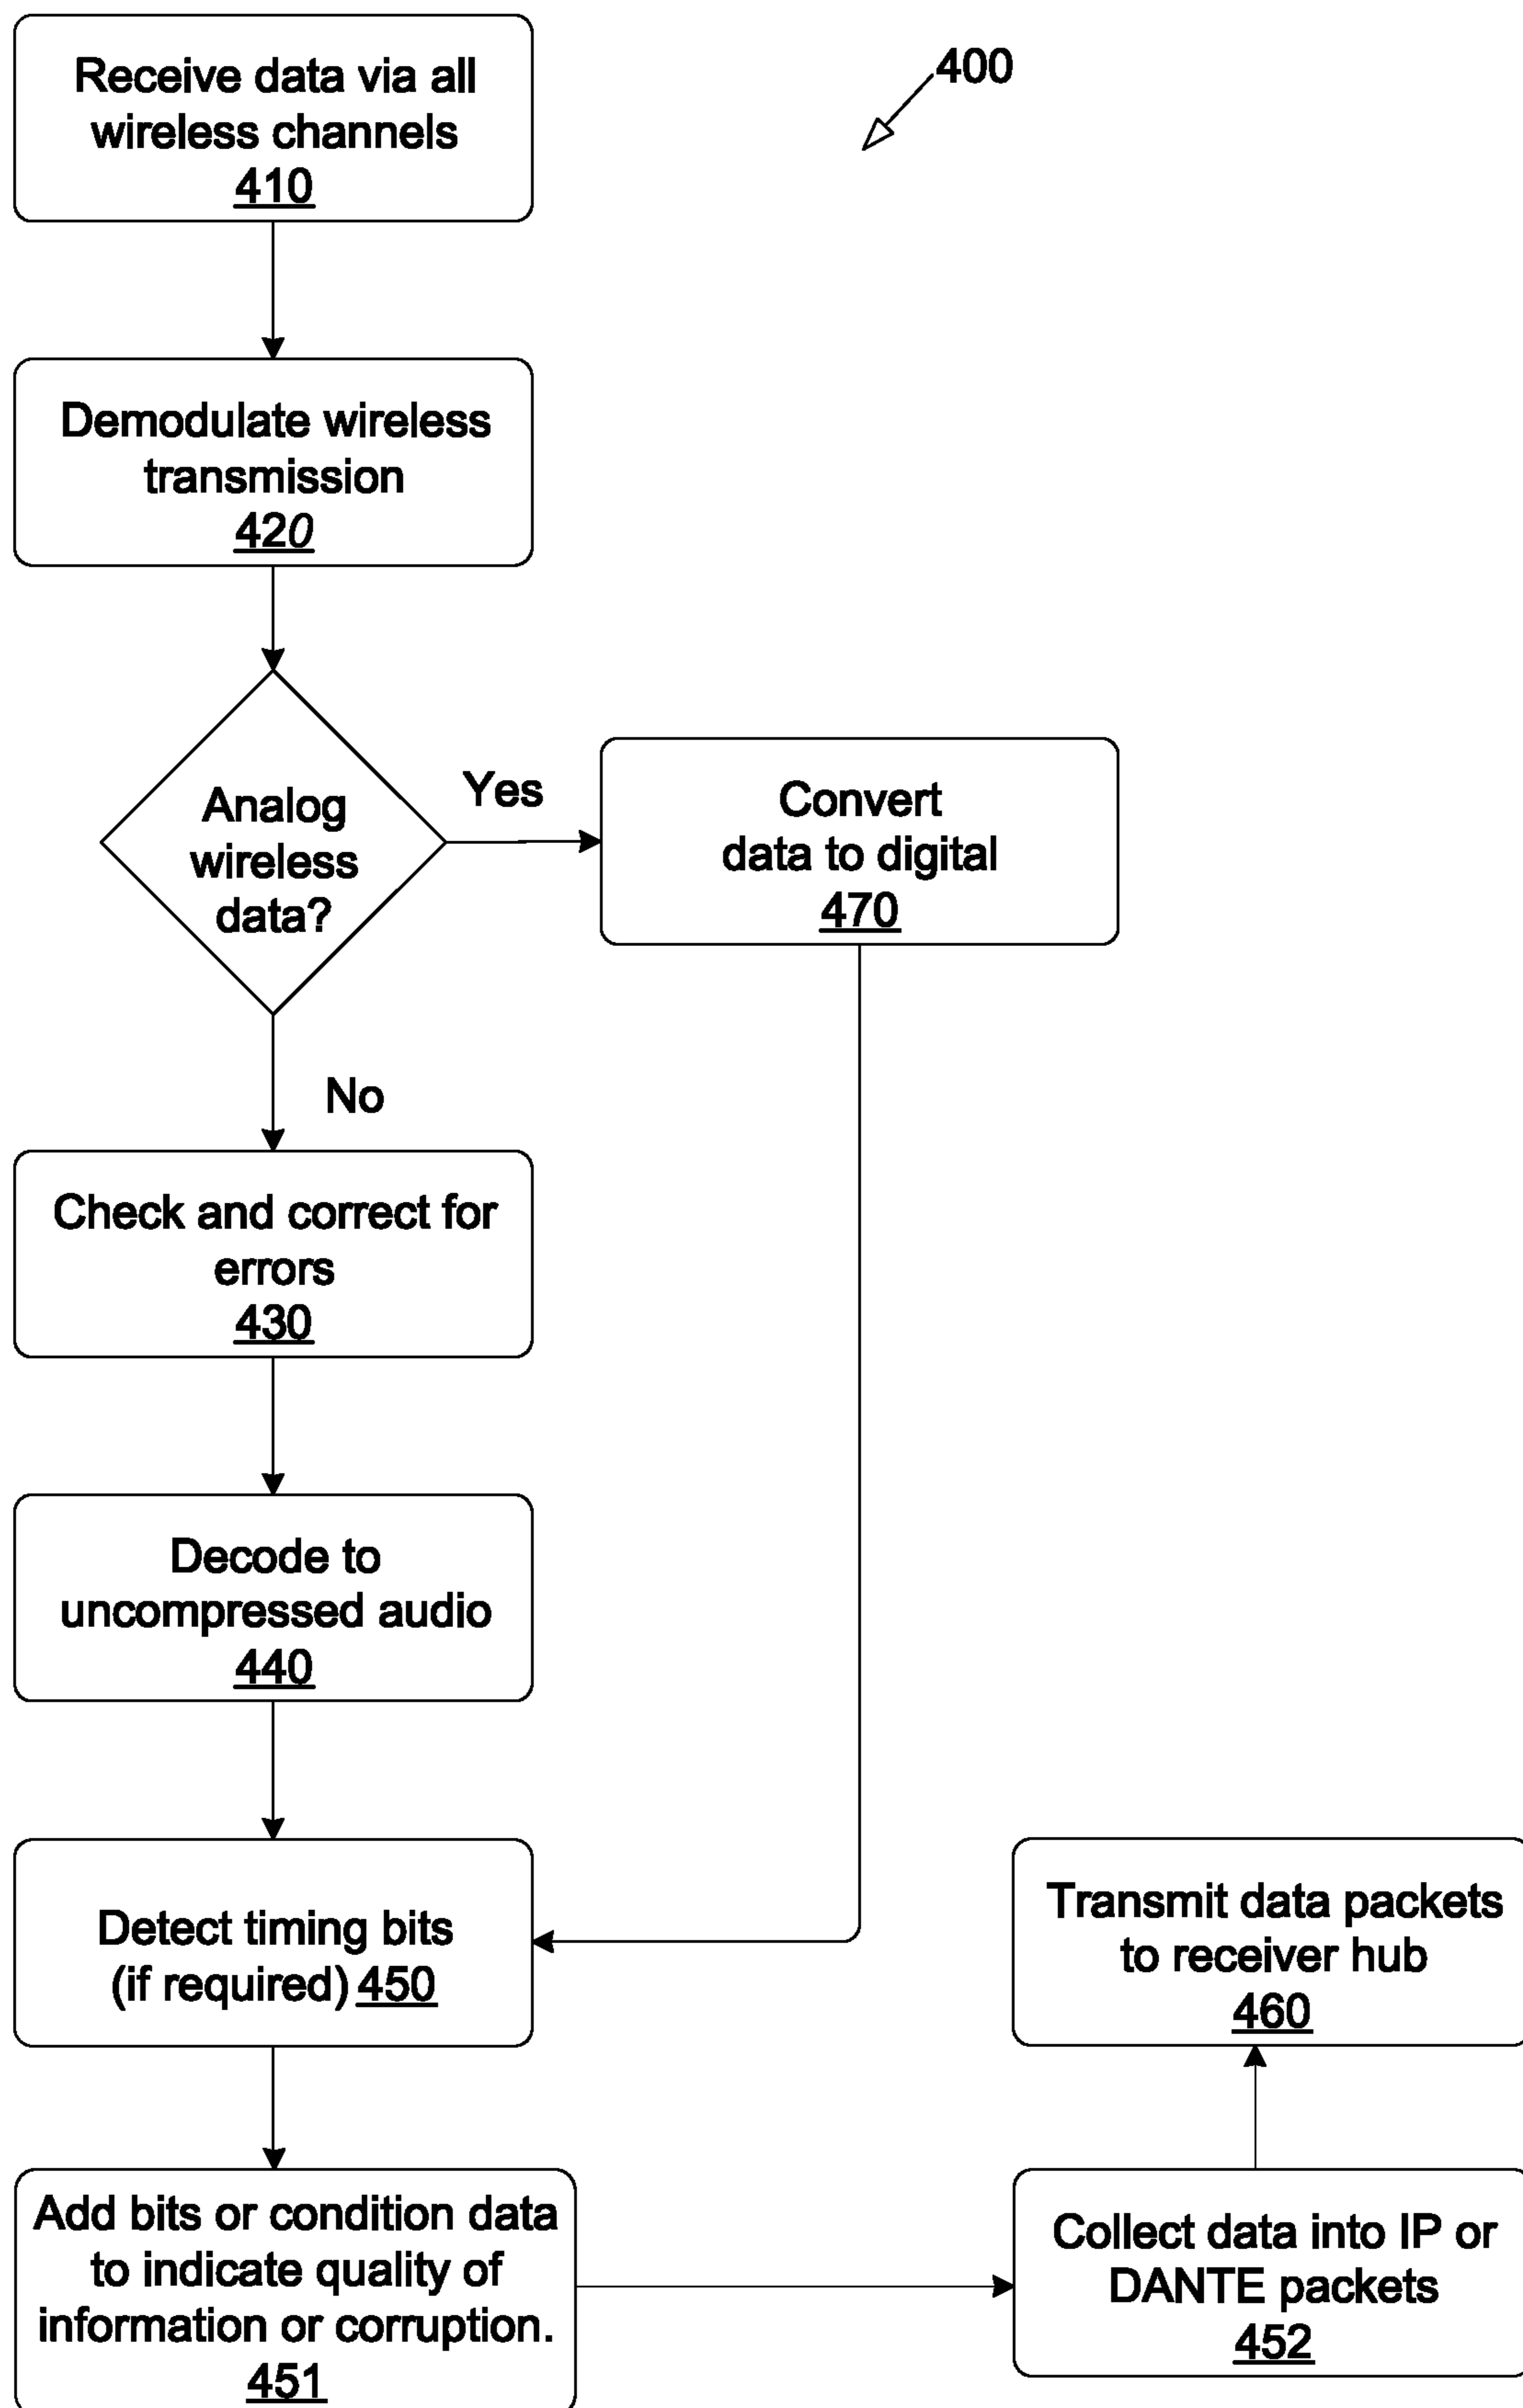 Receive data via all
wireless channels
410
400
Demodulate wireless
transmission
420
Analog
wireless
data?
Yes
Convert
data to digital
470
No
Check and correct for
errors
430
Decode to
uncompressed audio
440
Detect timing bits
(if required) 450
Add bits or condition data
to indicate quality of
information or corruption.
451
Collect data into IP or
DANTE packets
452
Transmit data packets
to receiver hub
460